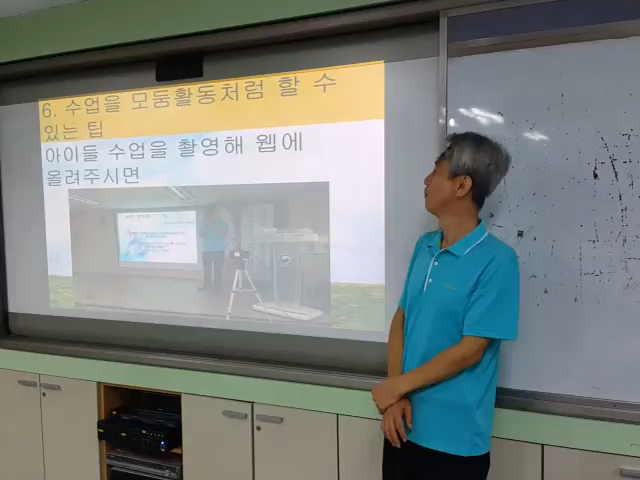 6. 수업을 모둠활동처럼 할 수
있는 팁
아이들 수업을 촬영해 웹에
올려주시면